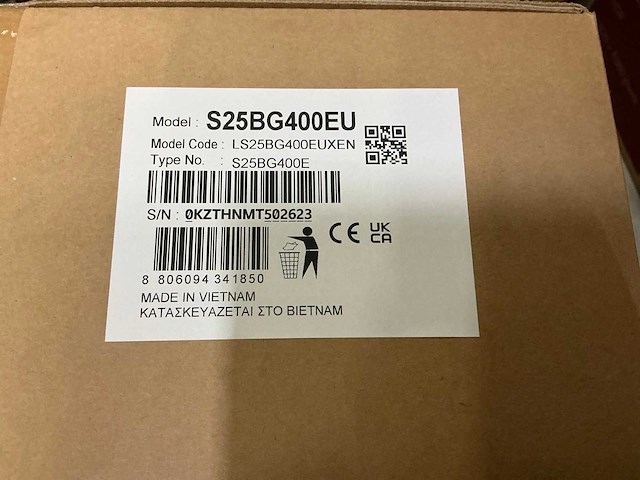 Model : S25BG400EU
Model Code : LS25BG400EUXEN
Type No. : S25BG400E
S/N : 0KZTHNMT502623
8 806094 341850
CE UK CA
MADE IN VIETNAM
ΚΑΤΑΣΚΕΥΑΖΕΤΑΙ ΣΤΟ ΒΙΕΤΝΑΜ